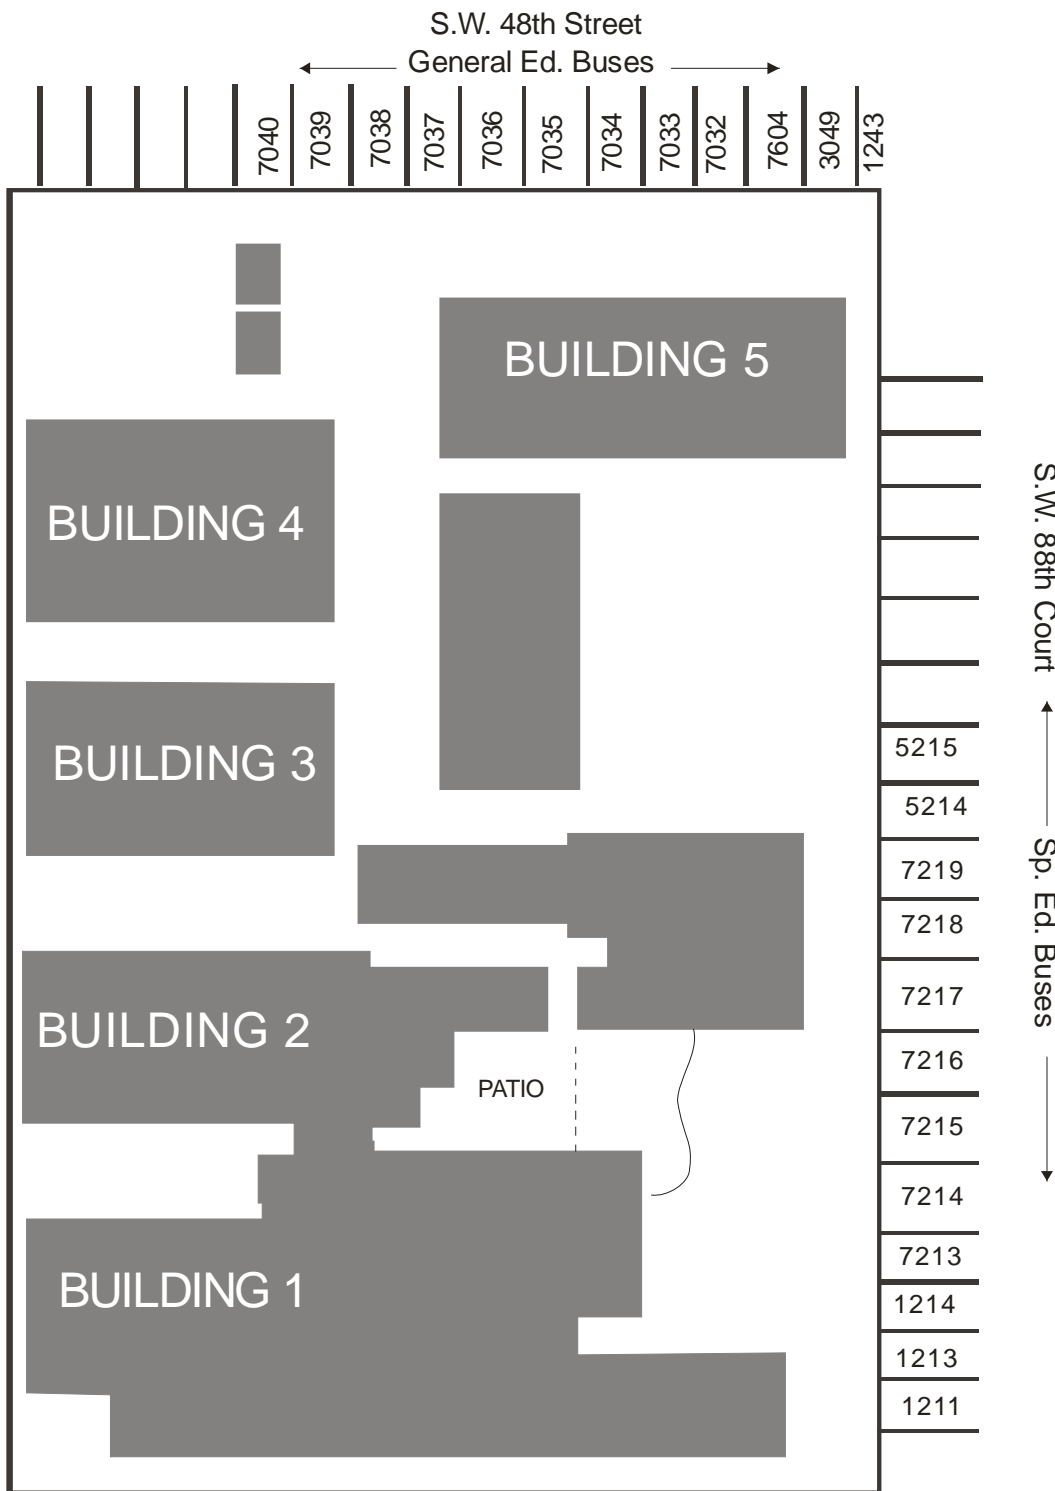 S.W. 48th Street
General Ed. Buses
7040
7039
7038
7037
7036
7035
7034
7033
7032
7604
3049
1243
BUILDING 5
BUILDING 4
S.W. 88th Court
Sp. Ed. Buses
BUILDING 3
5215
5214
7219
7218
7217
BUILDING 2
7216
PATIO
7215
7214
7213
BUILDING 1
1214
1213
1211